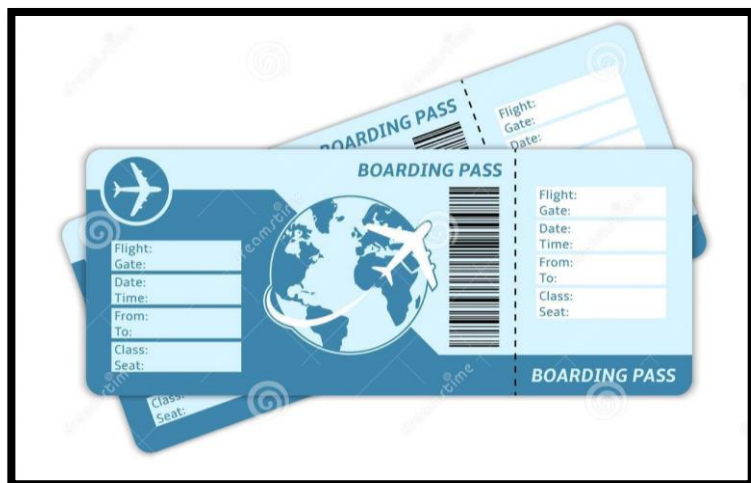 BOARDING PASS
Flight:
Gate:
Date:
BOARDING PASS
Flight:
Gate:
Date:
Time:
From:
To:
Class:
Seat:
Flight:
Gate:
Date:
Time:
From:
To:
Class:
Seat:
BOARDING PASS
Class:
Seat:
dreamstime